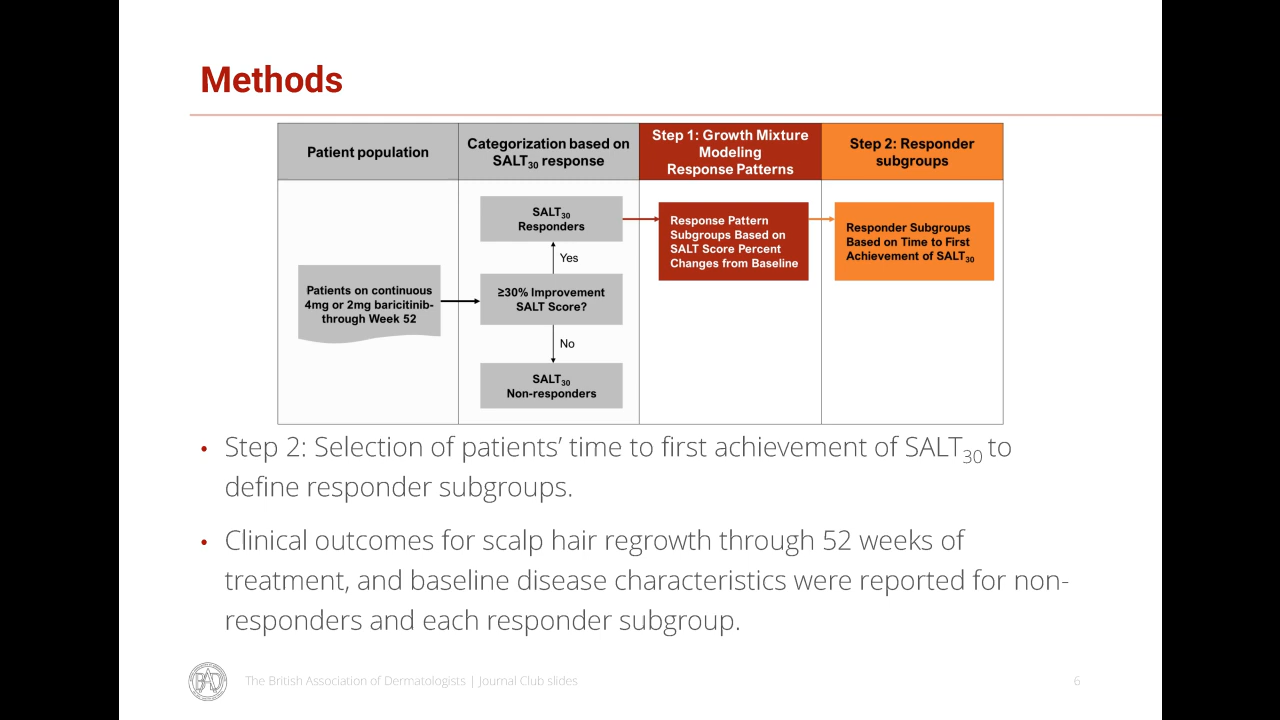 Methods
Patient population
Categorization based on
SALT30 response
Step 1: Growth Mixture
Modeling
Response Patterns
Step 2: Responder
subgroups
Patients on continuous
4mg or 2mg baricitinib-
through Week 52
SALT30
Responders
Yes
≥30% Improvement
SALT Score?
No
SALT30
Non-responders
Response Pattern
Subgroups Based on
SALT Score Percent
Changes from Baseline
Responder Subgroups
Based on Time to First
Achievement of SALT30
• Step 2: Selection of patients’ time to first achievement of SALT30 to
define responder subgroups.
• Clinical outcomes for scalp hair regrowth through 52 weeks of
treatment, and baseline disease characteristics were reported for non-
responders and each responder subgroup.
BAD
The British Association of Dermatologists | Journal Club slides
6